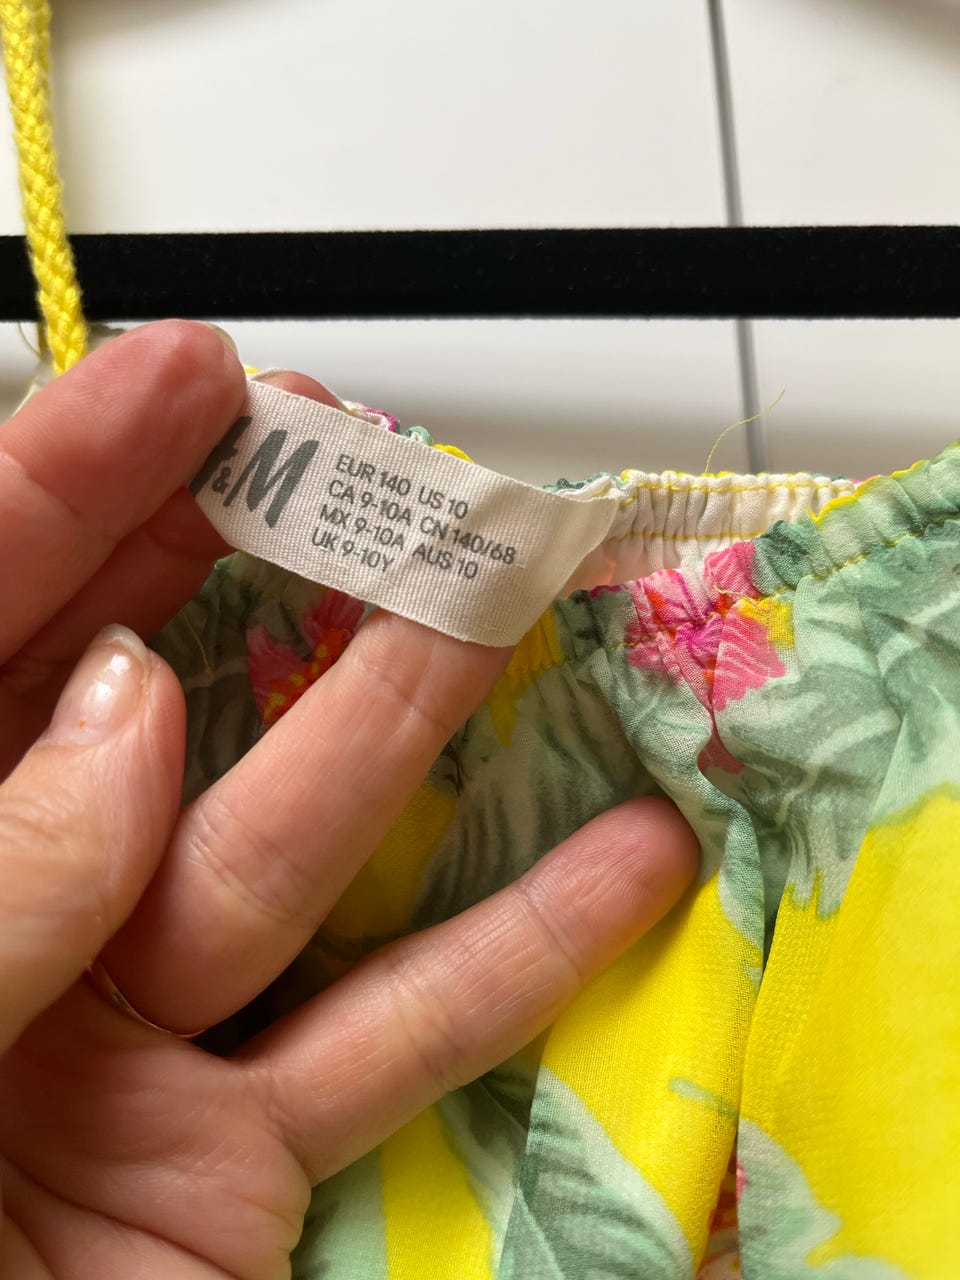 H&M
EUR 140 US 10
CA 9-10A CN 140/68
MX 9-10A AUS 10
UK 9-10Y